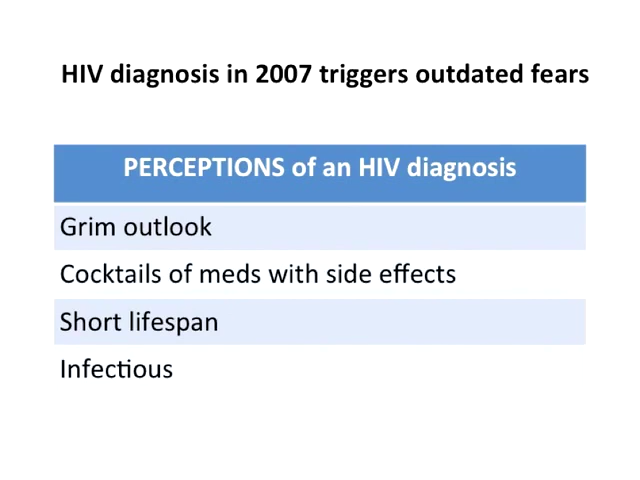 HIV diagnosis in 2007 triggers outdated fears
PERCEPTIONS of an HIV diagnosis
Grim outlook
Cocktails of meds with side effects
Short lifespan
Infectious